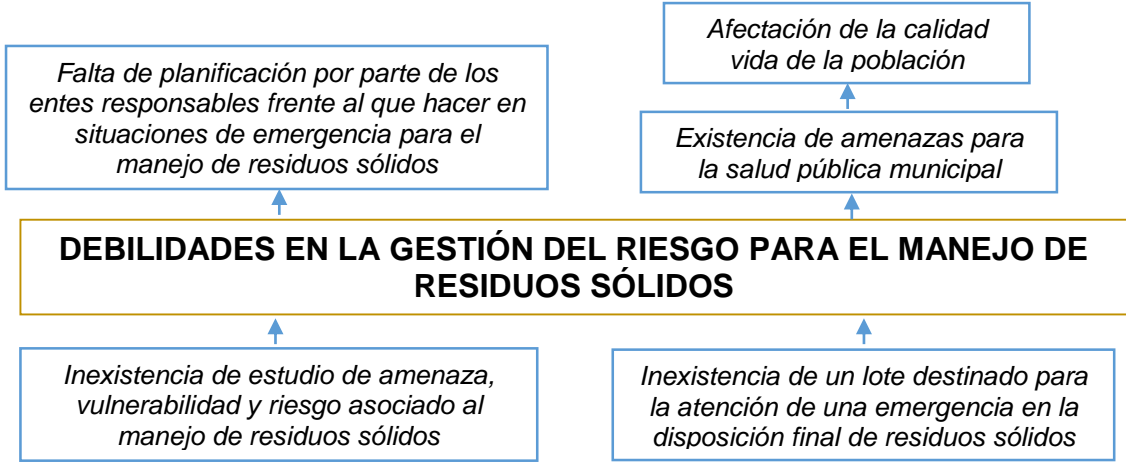 Afectación de la calidad
vida de la población
Falta de planificación por parte de los
entes responsables frente al que hacer en
situaciones de emergencia para el
manejo de residuos sólidos
Existencia de amenazas para
la salud pública municipal
DEBILIDADES EN LA GESTIÓN DEL RIESGO PARA EL MANEJO DE
RESIDUOS SÓLIDOS
Inexistencia de estudio de amenaza,
vulnerabilidad y riesgo asociado al
manejo de residuos sólidos
Inexistencia de un lote destinado para
la atención de una emergencia en la
disposición final de residuos sólidos